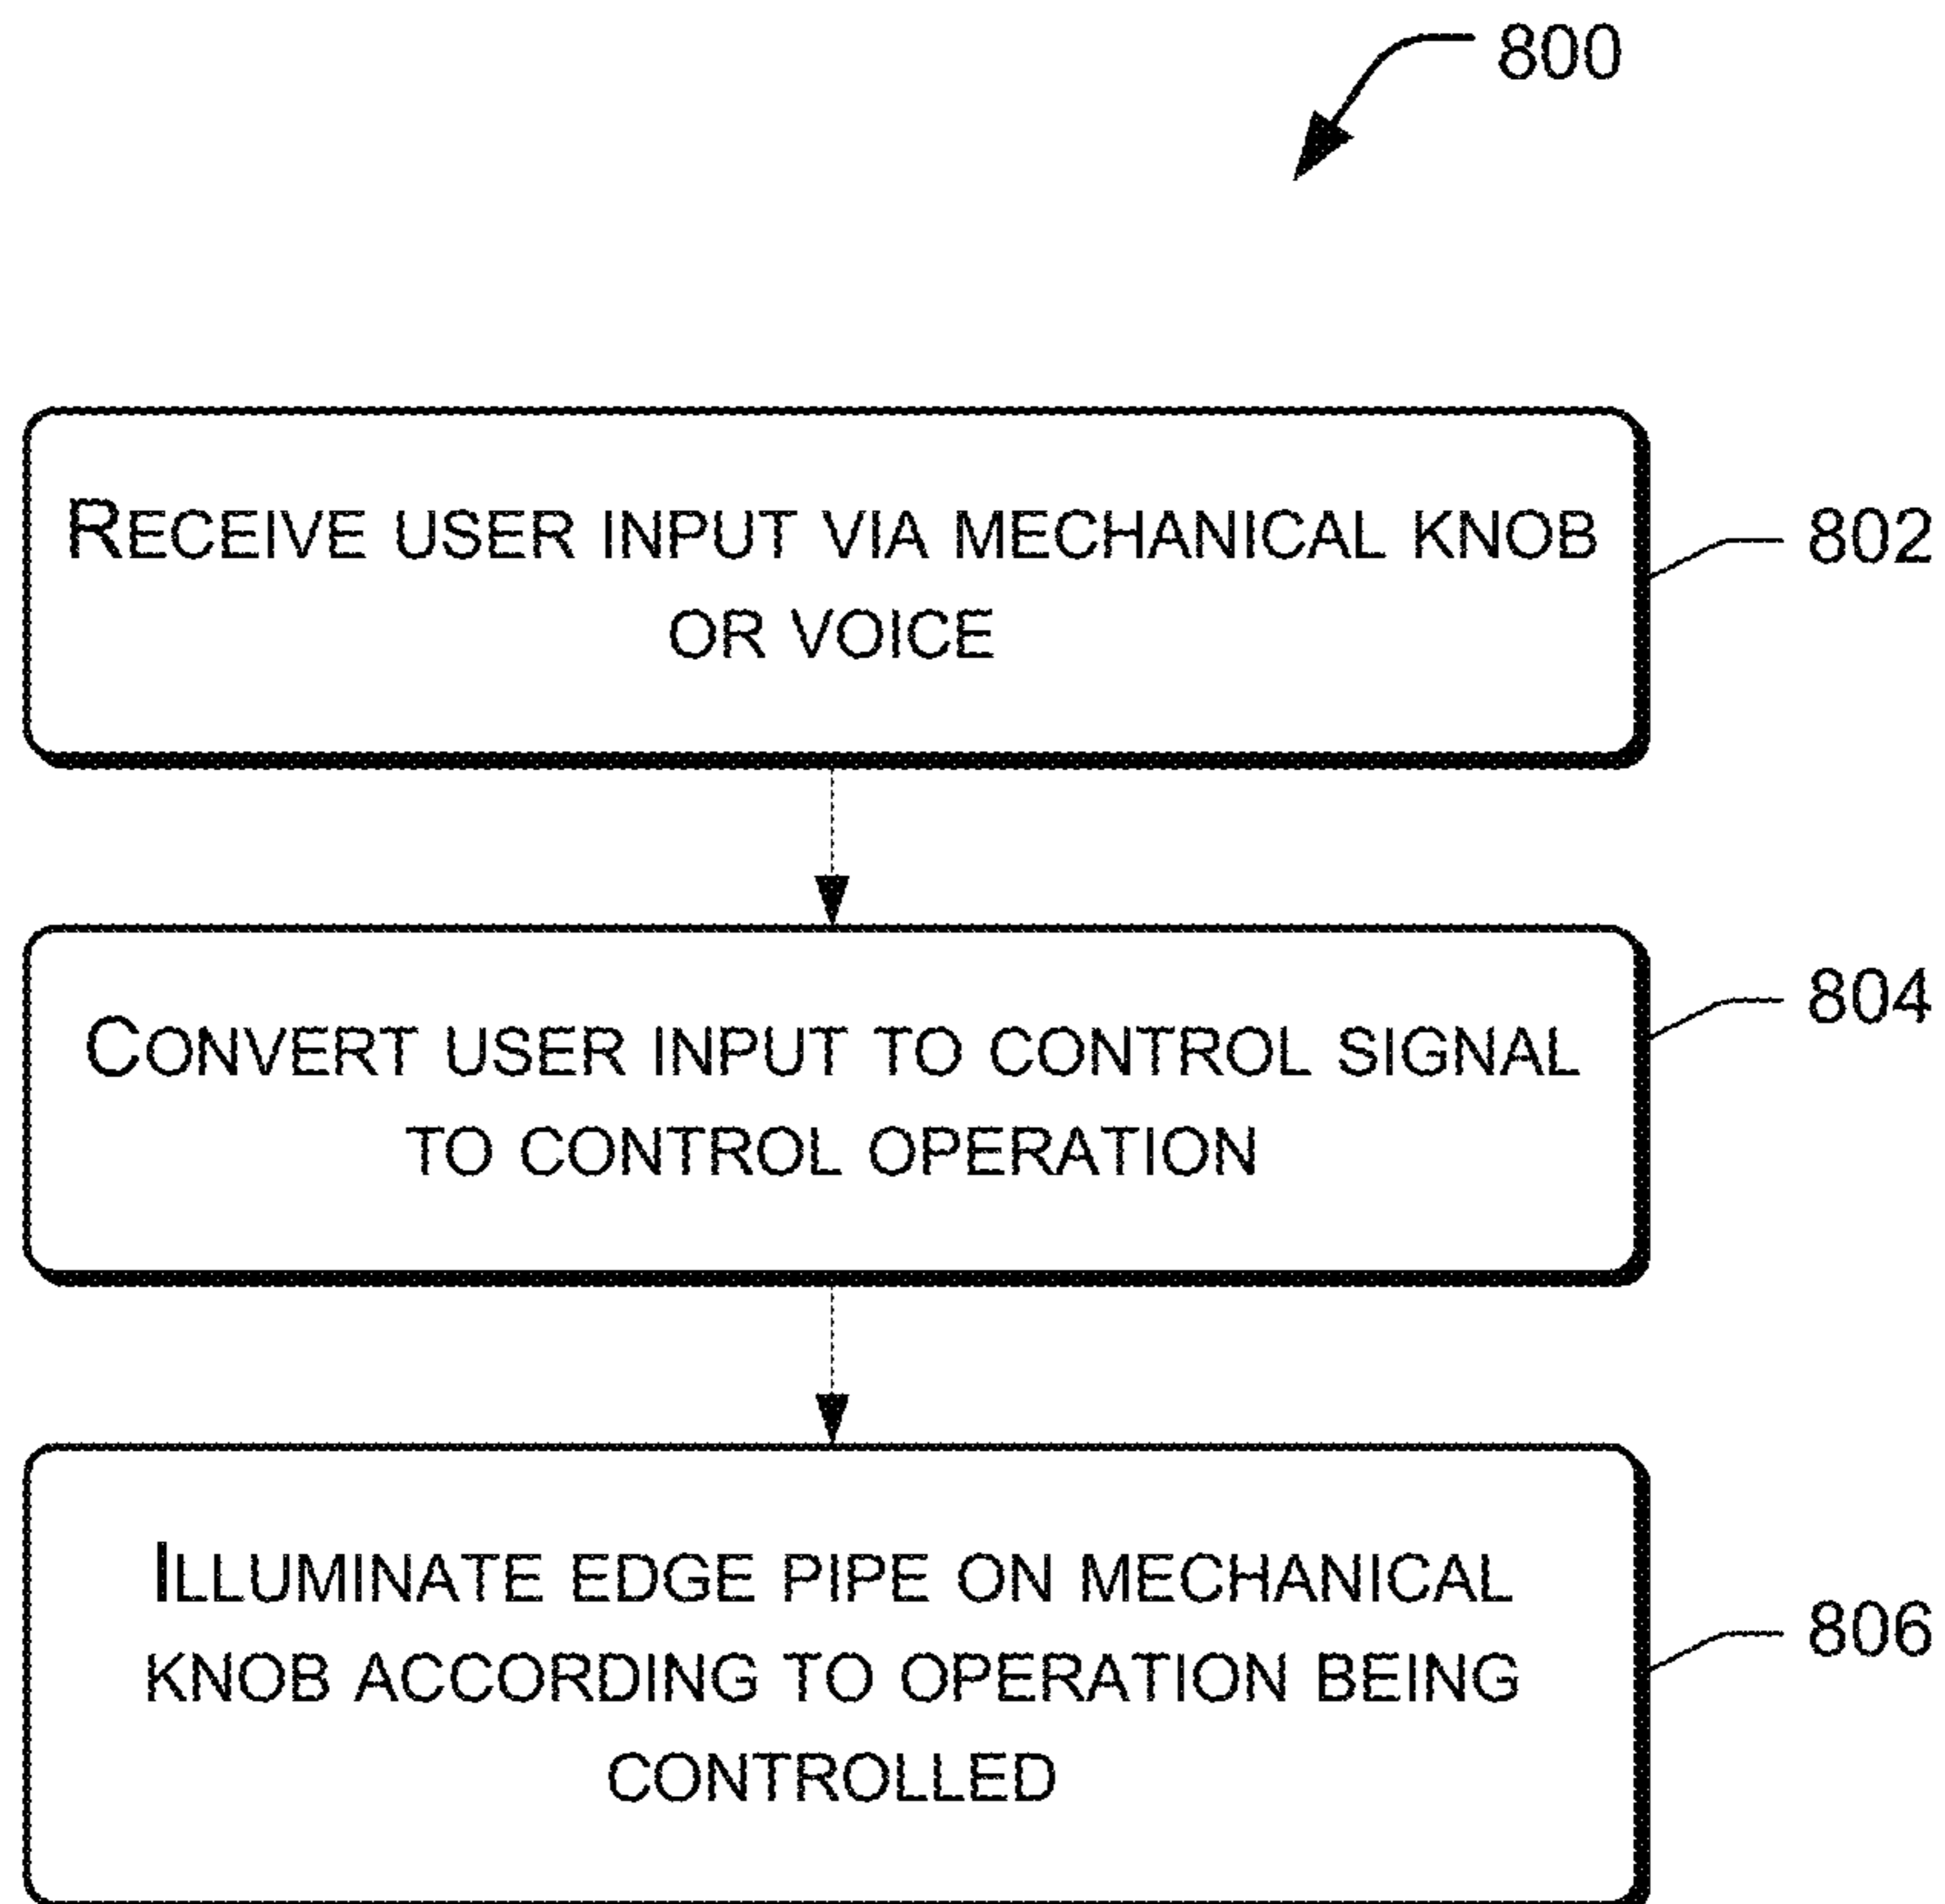 800
RECEIVE USER INPUT VIA MECHANICAL KNOB
OR VOICE
802
CONVERT USER INPUT TO CONTROL SIGNAL
TO CONTROL OPERATION
804
ILLUMINATE EDGE PIPE ON MECHANICAL
KNOB ACCORDING TO OPERATION BEING
CONTROLLED
806